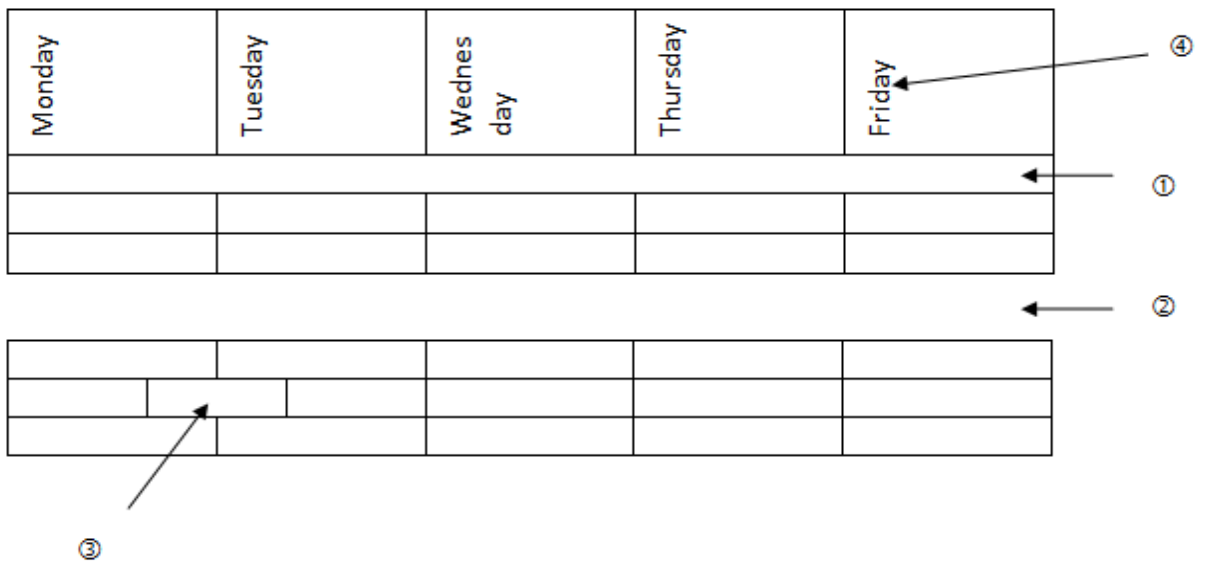 Monday
Tuesday
Wednes
day
Thursday
Friday
④
①
②
③